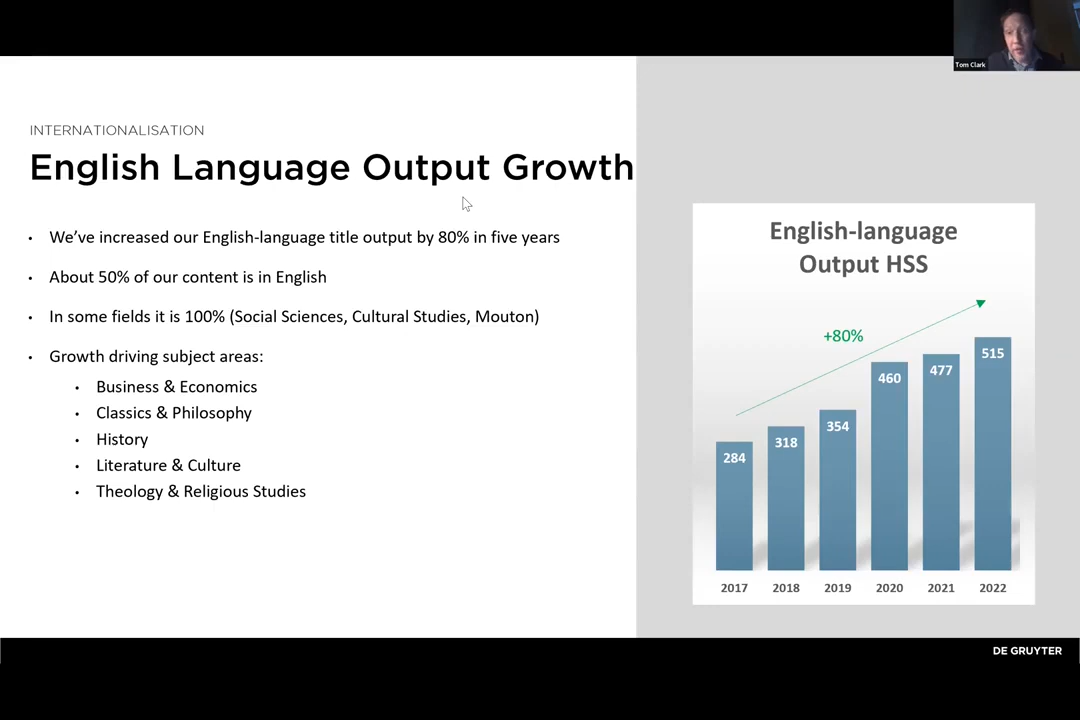 Tom Clark
INTERNATIONALISATION
English Language Output Growth
• We’ve increased our English-language title output by 80% in five years
• About 50% of our content is in English
• In some fields it is 100% (Social Sciences, Cultural Studies, Mouton)
• Growth driving subject areas:
• Business & Economics
• Classics & Philosophy
• History
• Literature & Culture
• Theology & Religious Studies
English-language
Output HSS
+80%
284 318 354 460 477 515
2017 2018 2019 2020 2021 2022
DE GRUYTER